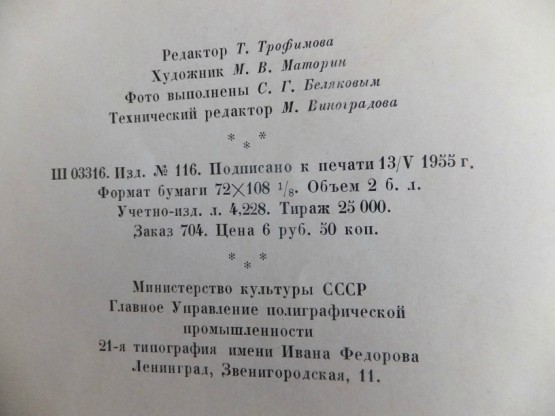 Редактор Т. Трофимова
Художник М. В. Маторин
Фото выполнены С. Г. Беляковым
Технический редактор М. Виноградова
* * *
Ш 03316. Изд. № 116. Подписано к печати 13/V 1955 г.
Формат бумаги 72×108 1/8. Объем 2 б. л.
Учетно-изд. л. 4,228. Тираж 25 000.
Заказ 704. Цена 6 руб. 50 коп.
* * *
Министерство культуры СССР
Главное Управление полиграфической
промышленности
21-я типография имени Ивана Федорова
Ленинград, Звенигородская, 11.